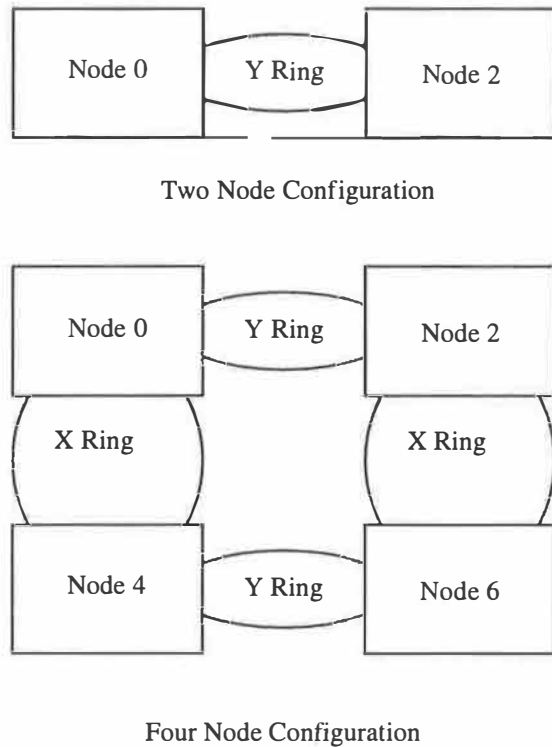 Node 0 Y Ring Node 2
Two Node Configuration
Node 0 Y Ring Node 2
X Ring X Ring
Node 4 Y Ring Node 6
Four Node Configuration